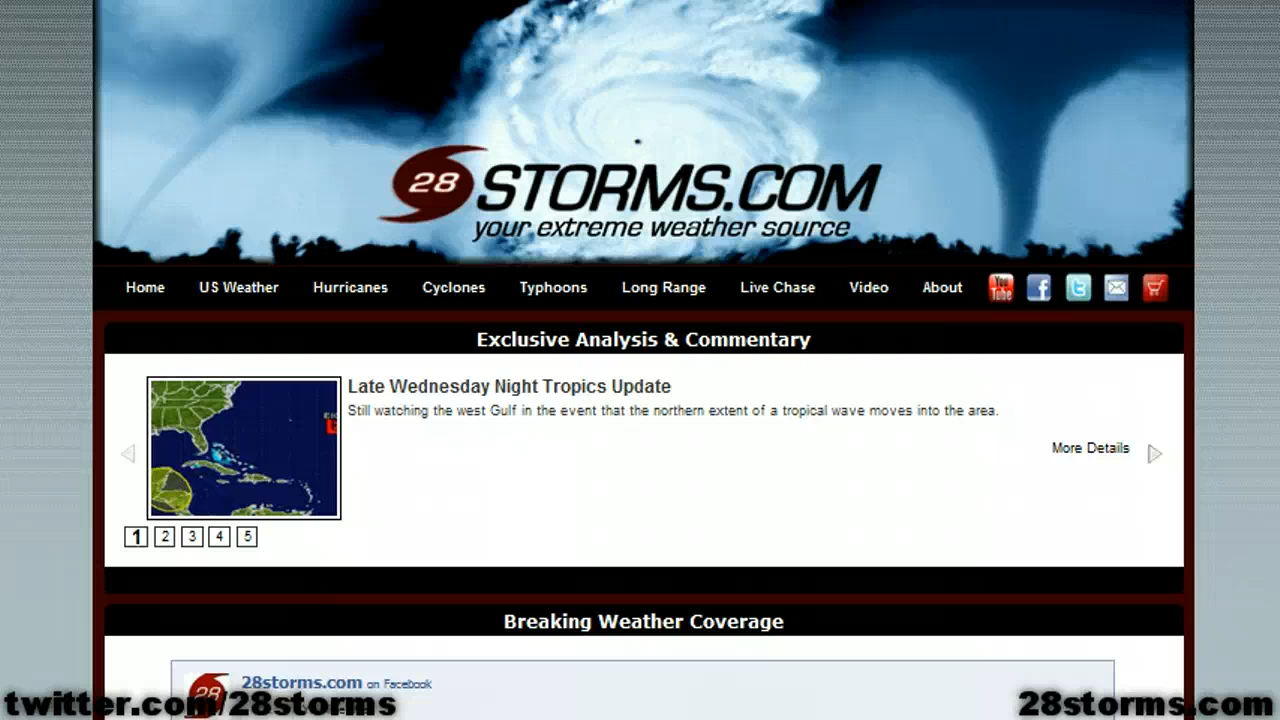 28
STORMS.COM
your extreme weather source
Home US Weather Hurricanes Cyclones Typhoons Long Range Live Chase Video About You Tube f t
Exclusive Analysis & Commentary
Late Wednesday Night Tropics Update
Still watching the west Gulf in the event that the northern extent of a tropical wave moves into the area.
More Details
1 2 3 4 5
Breaking Weather Coverage
28
28storms.com on Facebook
twitter.com/28storms
28storms.com